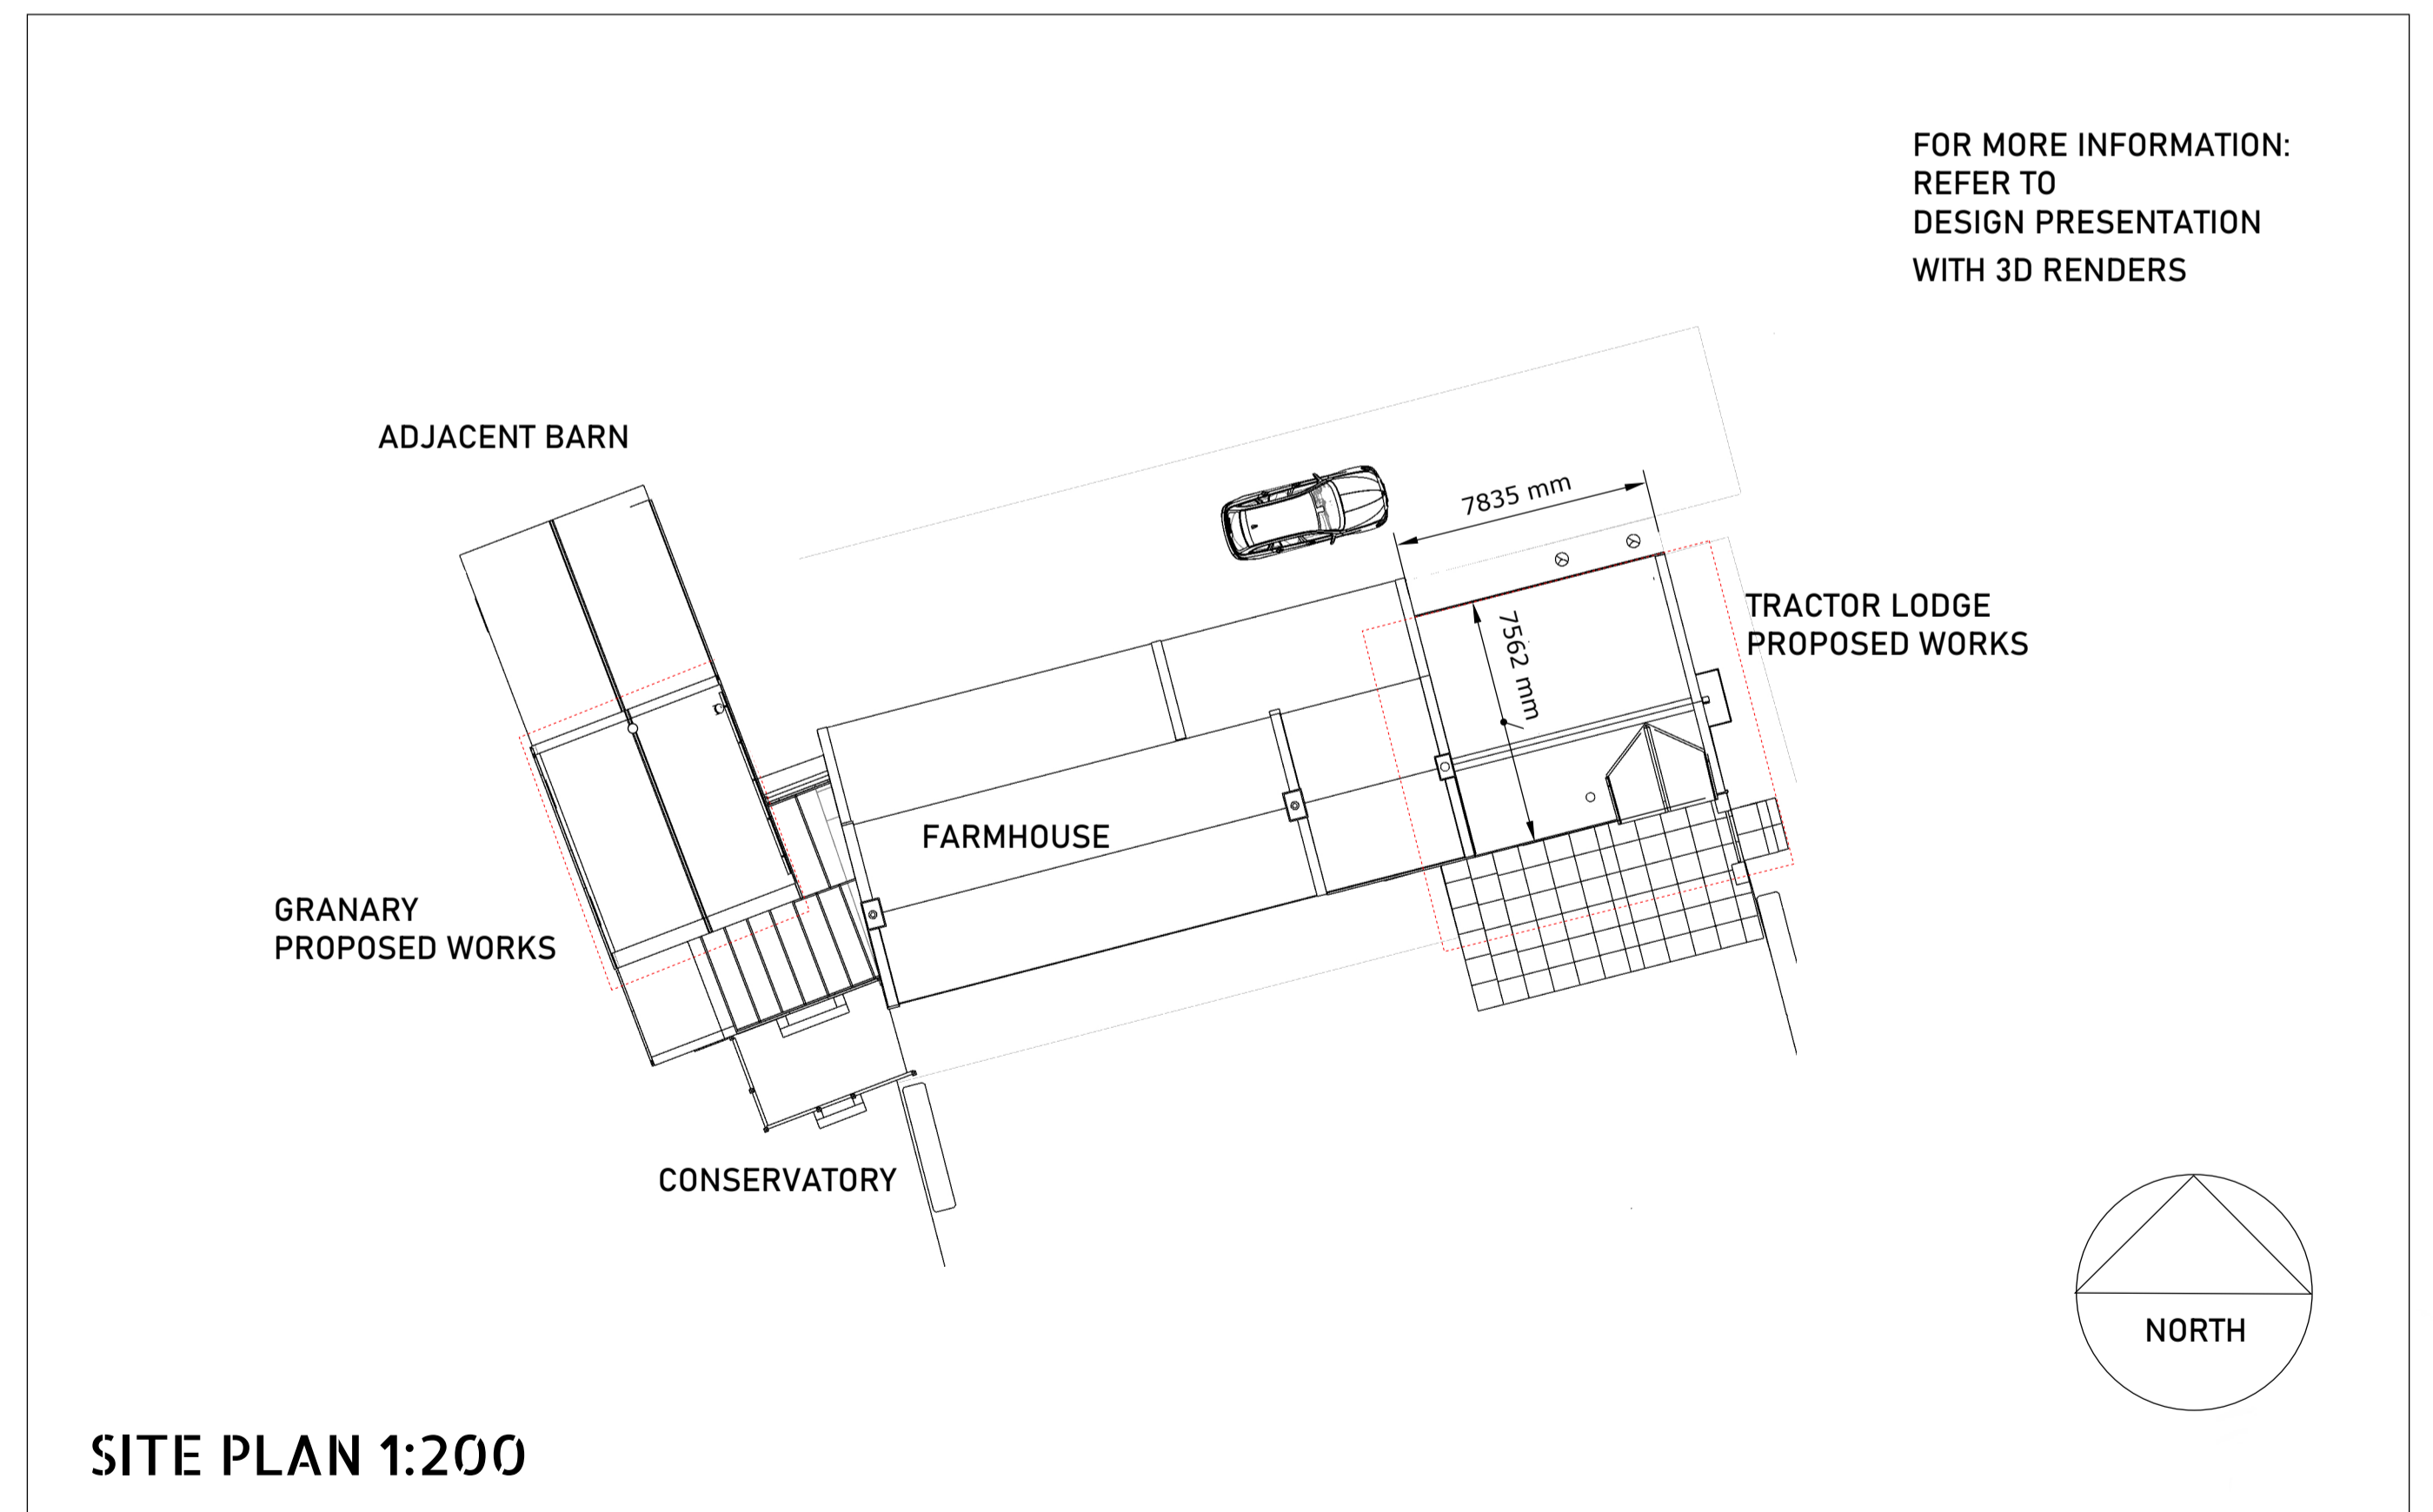 FOR MORE INFORMATION:
REFER TO
DESIGN PRESENTATION
WITH 3D RENDERS
ADJACENT BARN
7835 mm
7562 mm
TRACTOR LODGE
PROPOSED WORKS
FARMHOUSE
GRANARY
PROPOSED WORKS
CONSERVATORY
NORTH
SITE PLAN 1:200